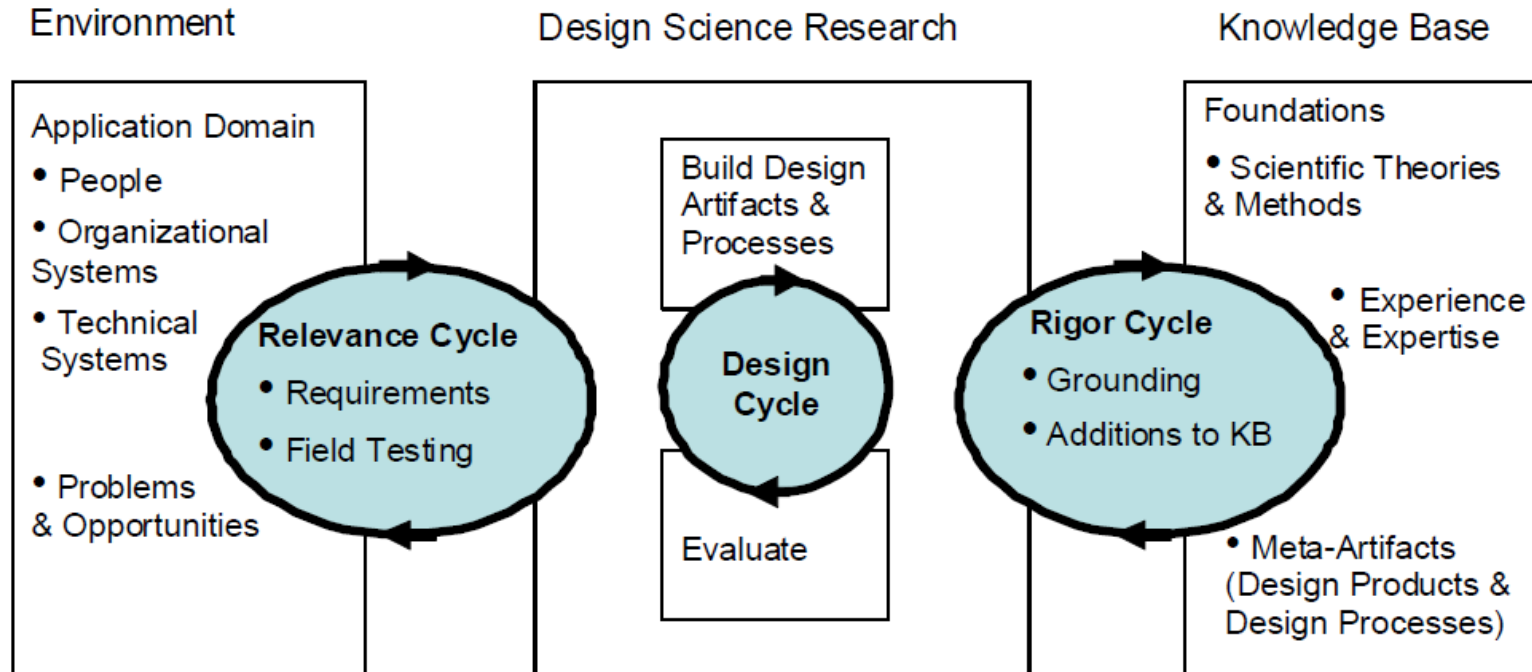 Environment
Design Science Research
Knowledge Base
Application Domain
• People
• Organizational
Systems
• Technical
Systems
• Problems
& Opportunities
Relevance Cycle
• Requirements
• Field Testing
Build Design
Artifacts &
Processes
Design
Cycle
Evaluate
Rigor Cycle
• Grounding
• Additions to KB
Foundations
• Scientific Theories
& Methods
• Experience
& Expertise
• Meta-Artifacts
(Design Products &
Design Processes)